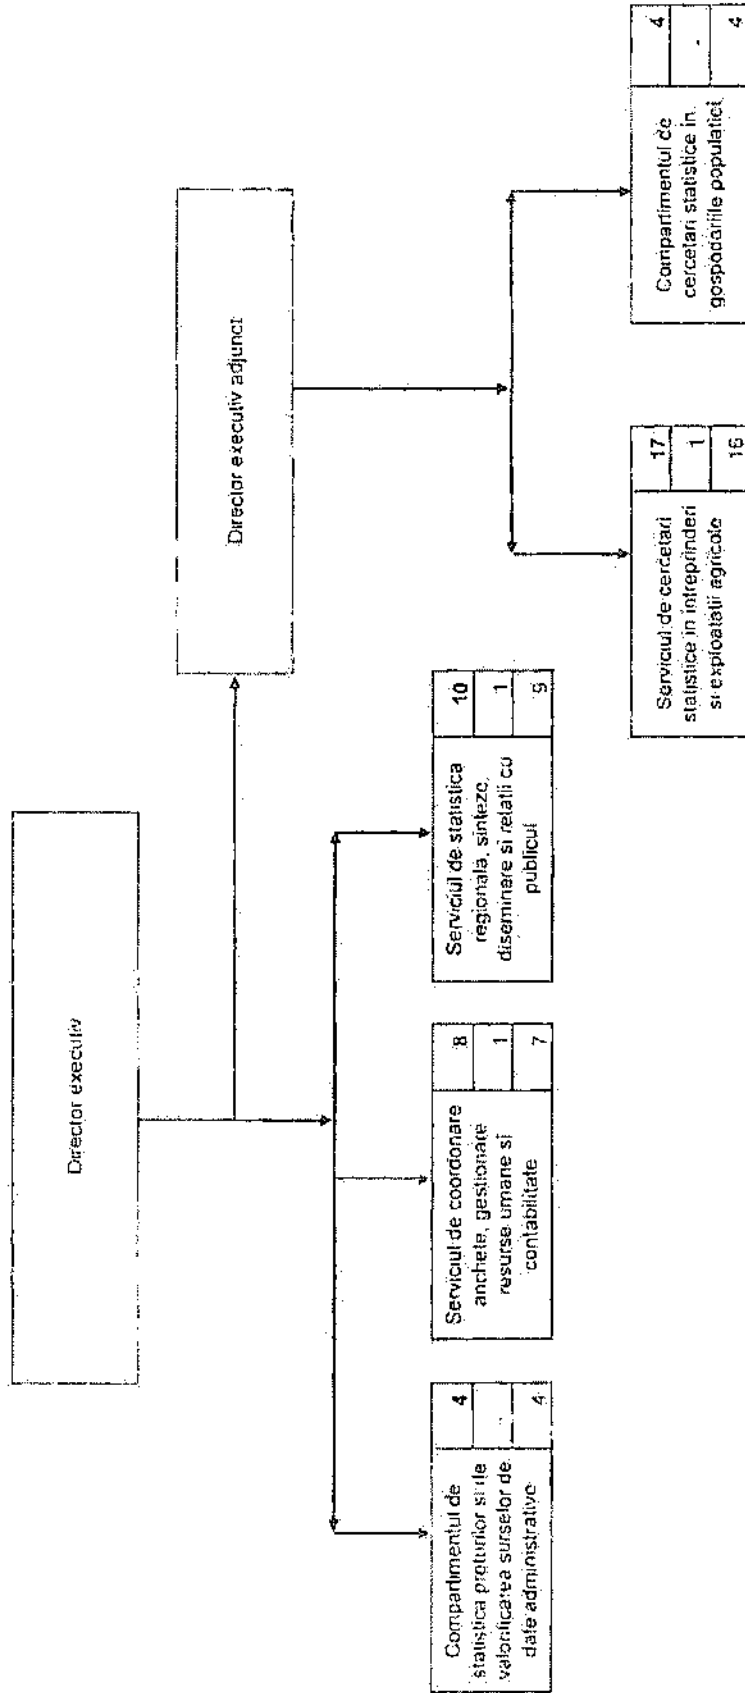 Director executiv
Director executiv adjunct
Compartimentul de
statistica preturilor si de
valorificarea surselor de
date administrative
4
4
Serviciul de coordonare
anchete, gestionare
resurse umane si
contabilitate
8
1
7
Serviciul de statistica
regionala, sinteze,
diseminare si relatii cu
publicul
10
1
9
Serviciul de cercetari
statistice in intreprinderi
si exploatatii agricole
17
1
16
Compartimentul de
cercetari statistice in
gospodariile populatiei
4
-
4